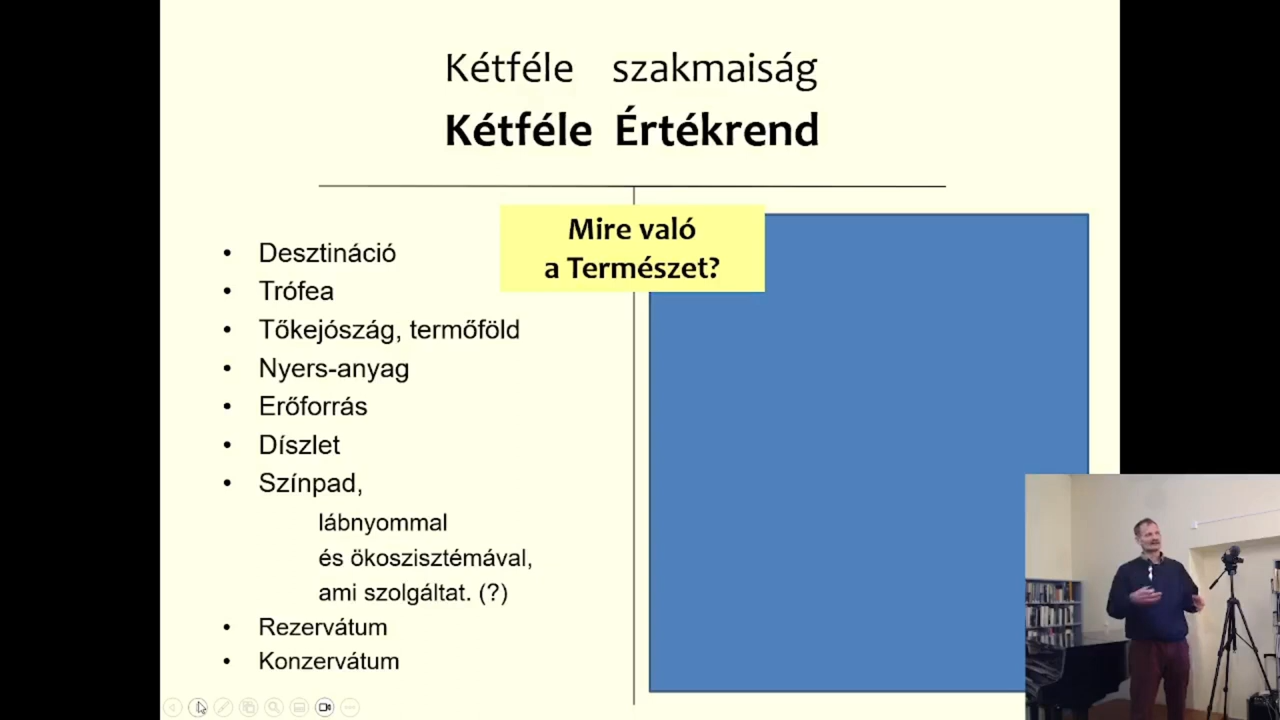 Kétféle szakmaiság
Kétféle Értékrend
Mire való
a Természet?
• Desztináció
• Trófea
• Tőkejószág, termőföld
• Nyers-anyag
• Erőforrás
• Díszlet
• Színpad,
lábnyommal
és ökoszisztémával,
ami szolgáltat. (?)
• Rezervátum
• Konzervátum